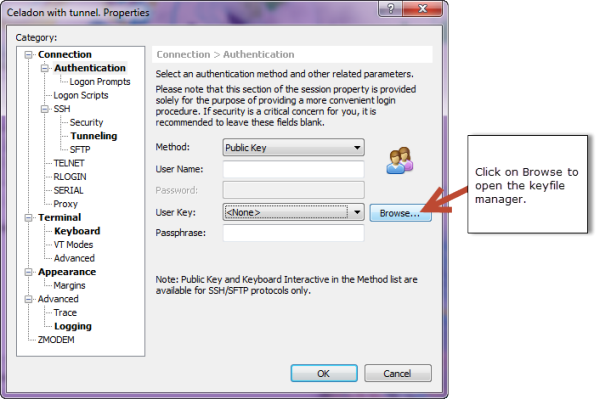 Celadon with tunnel. Properties
Category:
Connection
Authentication
Logon Prompts
Logon Scripts
SSH
Security
Tunneling
SFTP
TELNET
RLOGIN
SERIAL
Proxy
Terminal
Keyboard
VT Modes
Advanced
Appearance
Margins
Advanced
Trace
Logging
ZMODEM
Connection > Authentication
Select an authentication method and other related parameters.
Please note that this section of the session property is provided
solely for the purpose of providing a more convenient login
procedure. If security is a critical concern for you, it is
recommended to leave these fields blank.
Method: Public Key
User Name:
Password:
User Key: <None> Browse...
Passphrase:
Note: Public Key and Keyboard Interactive in the Method list are
available for SSH/SFTP protocols only.
OK Cancel
Click on Browse to
open the keyfile
manager.